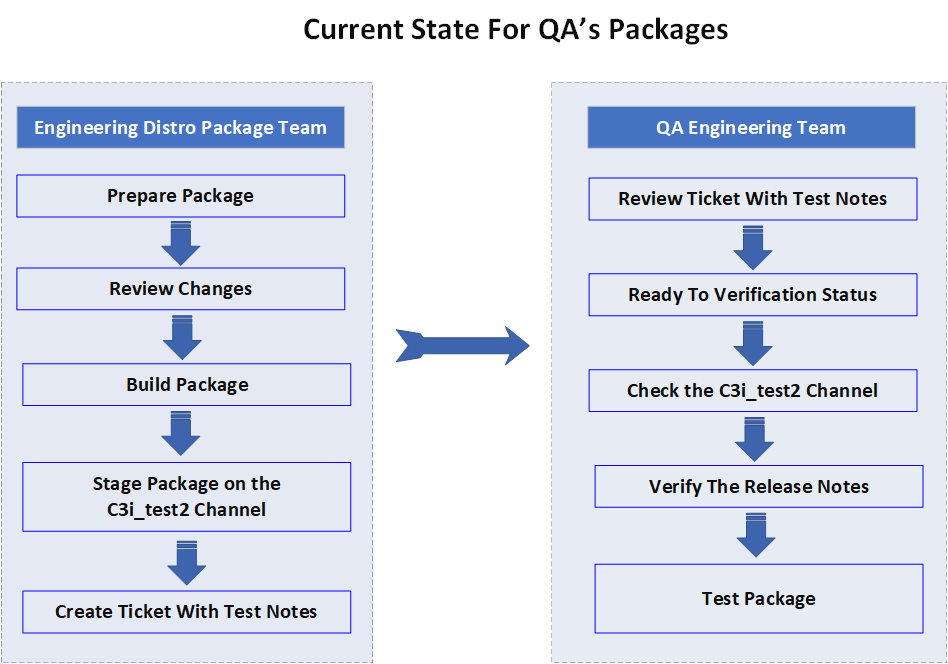 Current State For QA's Packages
Engineering Distro Package Team
Prepare Package
Review Changes
Build Package
Stage Package on the
C3i_test2 Channel
Create Ticket With Test Notes
QA Engineering Team
Review Ticket With Test Notes
Ready To Verification Status
Check the C3i_test2 Channel
Verify The Release Notes
Test Package